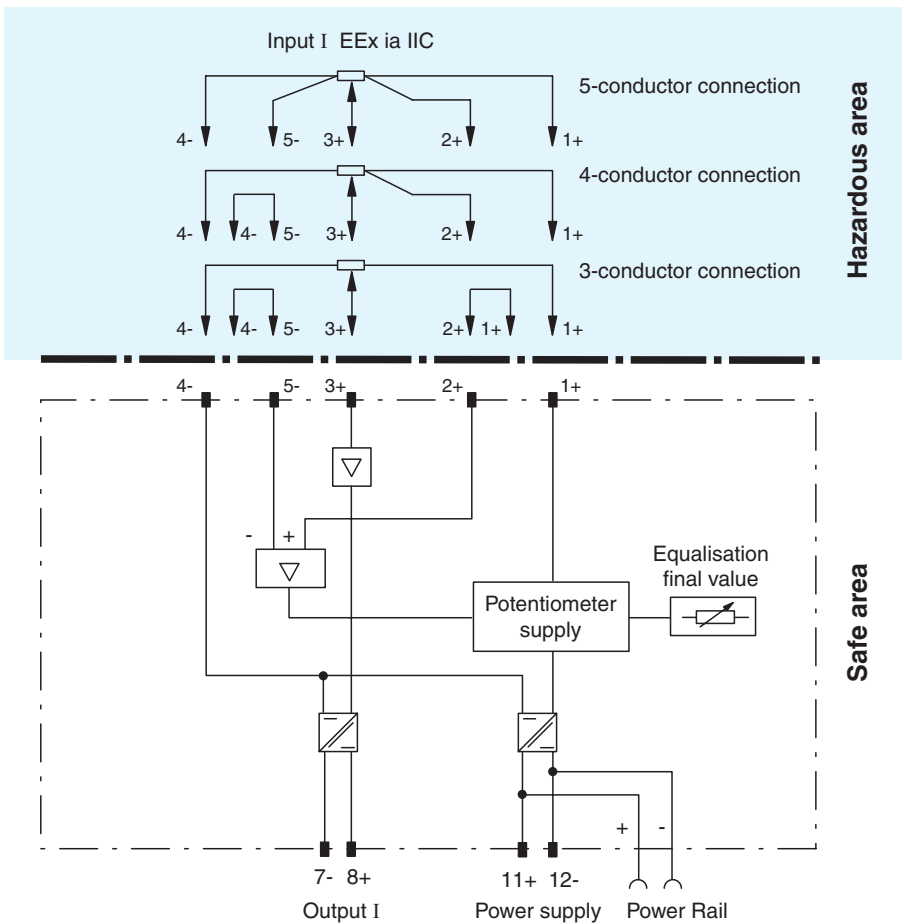 Input I EEx ia IIC
5-conductor connection
4- 5- 3+ 2+ 1+
4-conductor connection
4- 4- 5- 3+ 2+ 1+
3-conductor connection
4- 4- 5- 3+ 2+ 1+ 1+
Hazardous area
4- 5- 3+ 2+ 1+
- +
Equalisation
final value
Potentiometer
supply
Safe area
+ -
7- 8+ 11+ 12-
Output I Power supply Power Rail